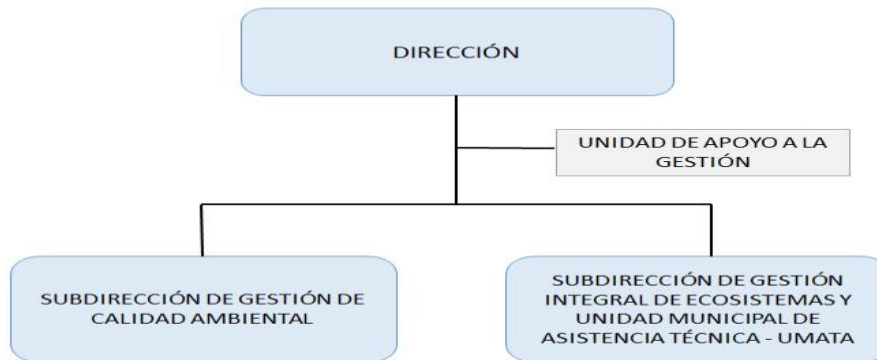 DIRECCIÓN
UNIDAD DE APOYO A LA
GESTIÓN
SUBDIRECCIÓN DE GESTIÓN DE
CALIDAD AMBIENTAL
SUBDIRECCIÓN DE GESTIÓN
INTEGRAL DE ECOSISTEMAS Y
UNIDAD MUNICIPAL DE
ASISTENCIA TÉCNICA - UMATA